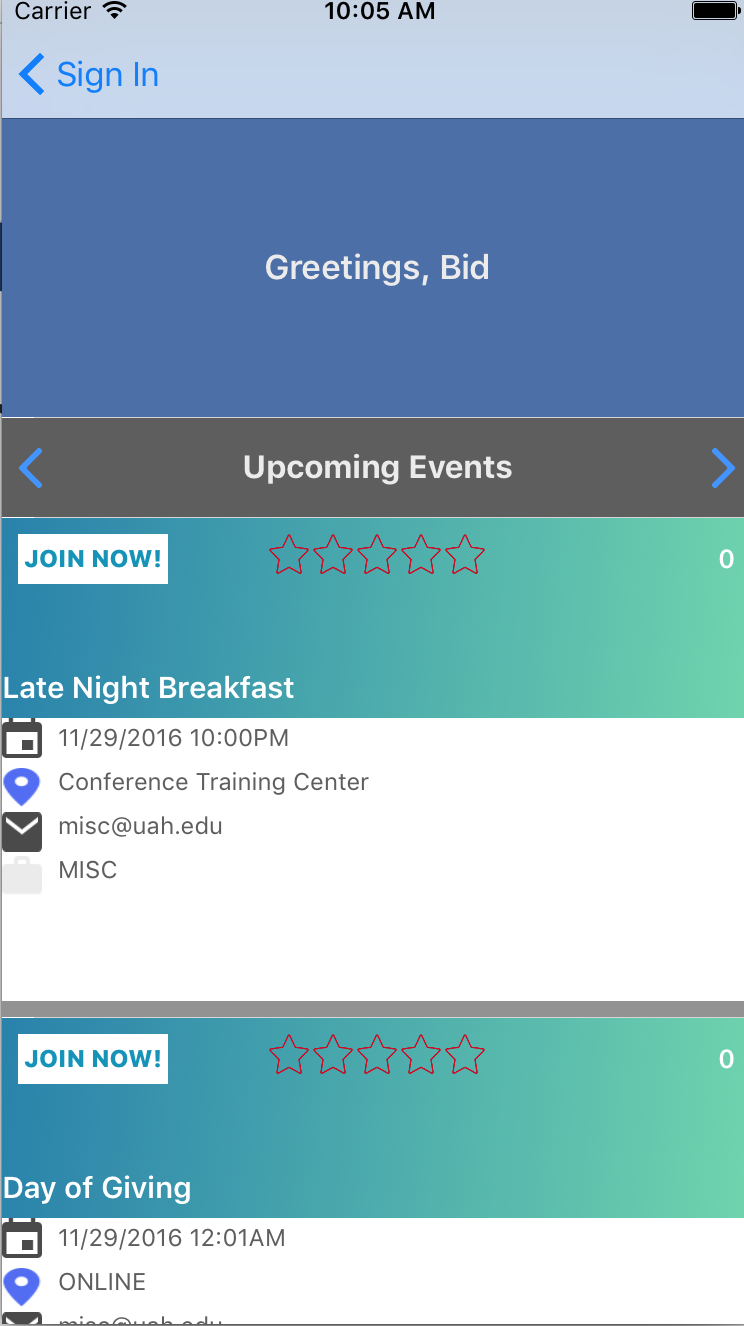 Carrier 10:05 AM
Sign In
Greetings, Bid
Upcoming Events
JOIN NOW! 0
Late Night Breakfast
11/29/2016 10:00PM
Conference Training Center
misc@uah.edu
MISC
JOIN NOW! 0
Day of Giving
11/29/2016 12:01AM
ONLINE